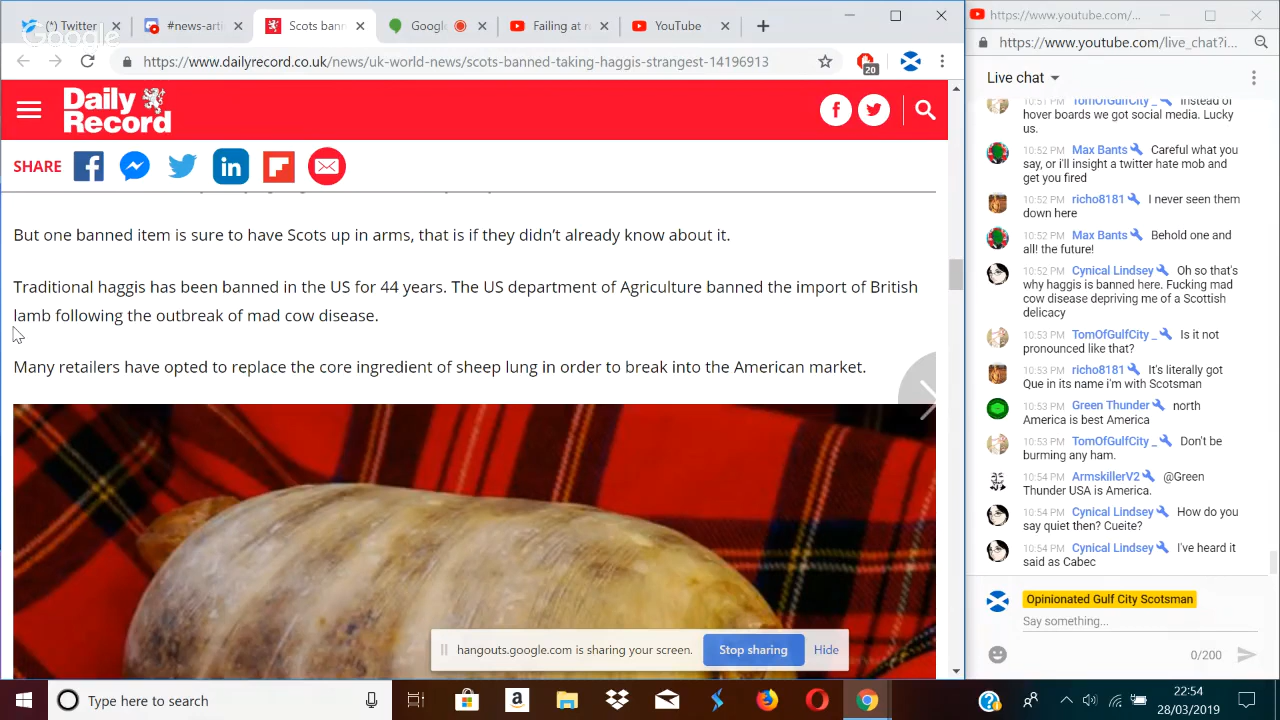 (*) Twitter
#news-arti
Scots bann
Google
Failing at r
YouTube
Google
https://www.dailyrecord.co.uk/news/uk-world-news/scots-banned-taking-haggis-strangest-14196913
20
Daily
Record
SHARE
But one banned item is sure to have Scots up in arms, that is if they didn't already know about it.
Traditional haggis has been banned in the US for 44 years. The US department of Agriculture banned the import of British
lamb following the outbreak of mad cow disease.
Many retailers have opted to replace the core ingredient of sheep lung in order to break into the American market.
hangouts.google.com is sharing your screen.
Stop sharing
Hide
https://www.youtube.com/...
https://www.youtube.com/live_chat?i...
Live chat
10:51 PM TomOfGulfCity_ Instead of
hover boards we got social media. Lucky
us.
10:52 PM Max Bants Careful what you
say, or i'll insight a twitter hate mob and
get you fired
10:52 PM richo8181 I never seen them
down here
10:52 PM Max Bants Behold one and
all! the future!
10:52 PM Cynical Lindsey Oh so that's
why haggis is banned here. Fucking mad
cow disease depriving me of a Scottish
delicacy
10:53 PM TomOfGulfCity_ Is it not
pronounced like that?
10:53 PM richo8181 It's literally got
Que in its name i'm with Scotsman
10:53 PM Green Thunder north
America is best America
10:53 PM TomOfGulfCity_ Don't be
burming any ham.
10:54 PM ArmskillerV2 @Green
Thunder USA is America.
10:54 PM Cynical Lindsey How do you
say quiet then? Cueite?
10:54 PM Cynical Lindsey I've heard it
said as Cabec
Opinionated Gulf City Scotsman
Say something...
0/200
Type here to search
22:54
28/03/2019